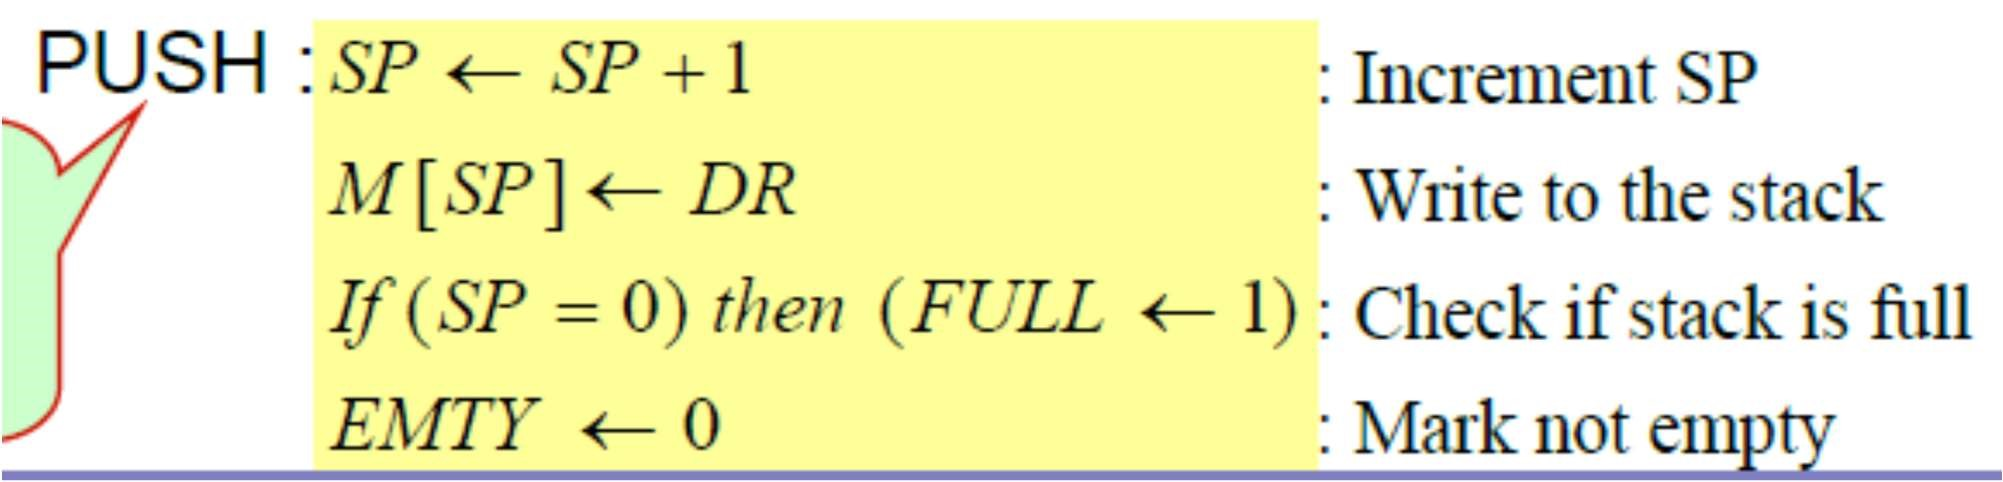 PUSH : SP ← SP + 1 : Increment SP
M[SP] ← DR : Write to the stack
If (SP = 0) then (FULL ← 1) : Check if stack is full
EMTY ← 0 : Mark not empty